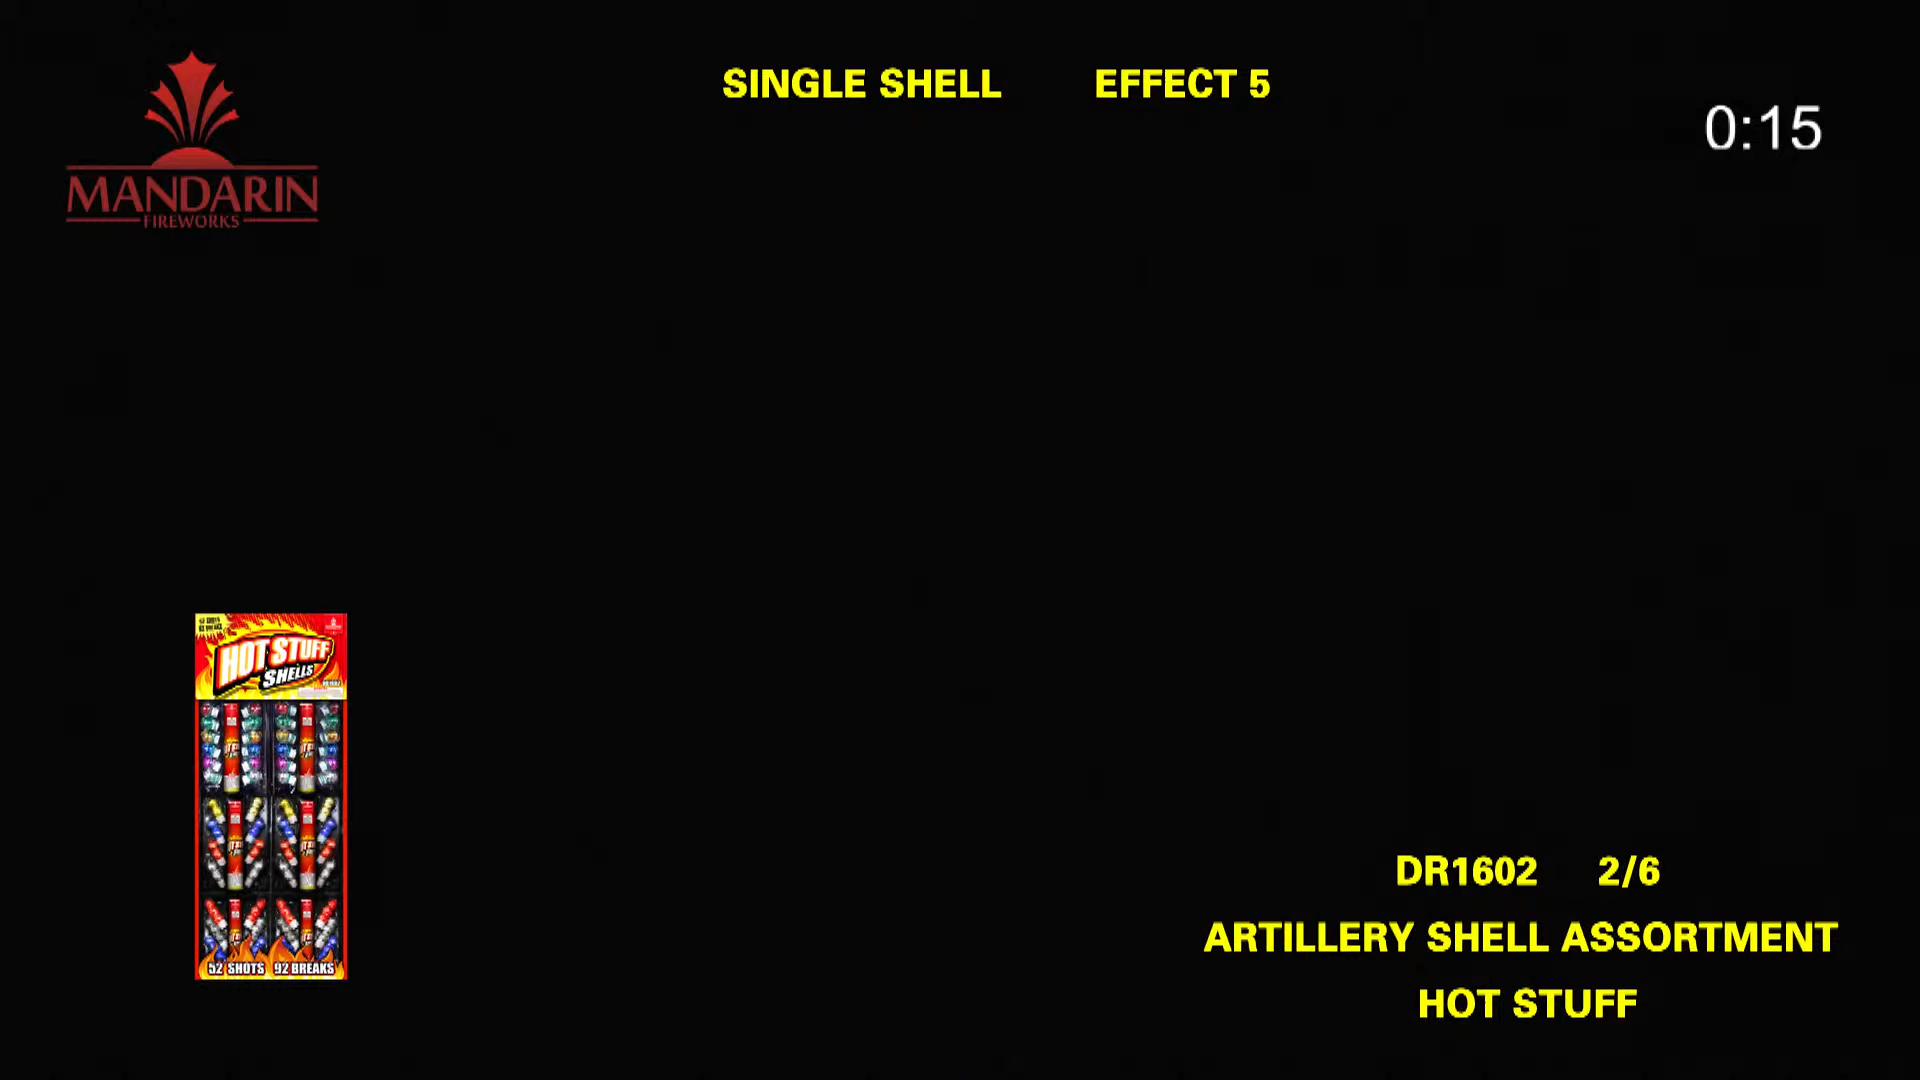 SINGLE SHELL EFFECT 5
0:15
MANDARIN
FIREWORKS
HOT STUFF
SHELLS
52 SHOTS 92 BREAKS
DR1602 2/6
ARTILLERY SHELL ASSORTMENT
HOT STUFF